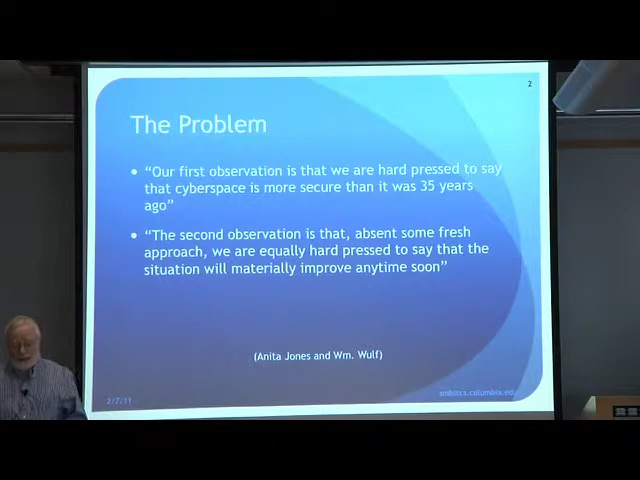 2
The Problem
• “Our first observation is that we are hard pressed to say
that cyberspace is more secure than it was 35 years
ago”
• “The second observation is that, absent some fresh
approach, we are equally hard pressed to say that the
situation will materially improve anytime soon”
(Anita Jones and Wm. Wulf)
2/7/11